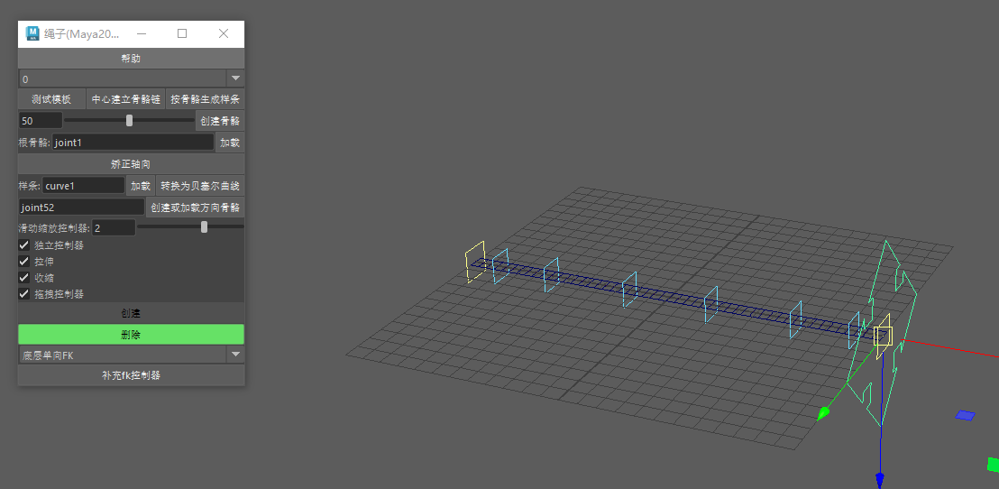 绳子(Maya20...
帮助
0
测试模板 中心建立骨骼链 按骨骼生成样条
50 创建骨骼
根骨骼: joint1 加载
矫正轴向
样条: curve1 加载 转换为贝塞尔曲线
joint52 创建或加载方向骨骼
滑动缩放控制器: 2
独立控制器
拉伸
收缩
拖拽控制器
创建
删除
底层单向FK
补充fk控制器